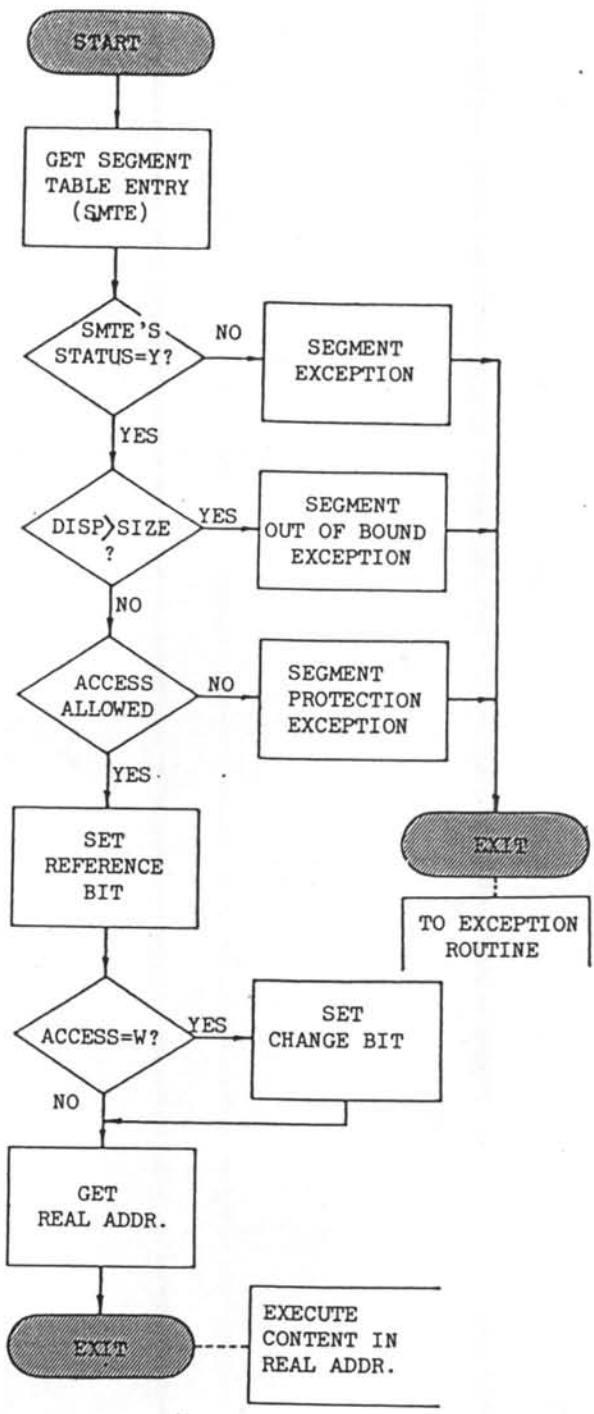 START
GET SEGMENT
TABLE ENTRY
(SMTE)
SMTE'S
STATUS=Y?
NO
SEGMENT
EXCEPTION
YES
DISP>SIZE
?
YES
SEGMENT
OUT OF BOUND
EXCEPTION
NO
ACCESS
ALLOWED
NO
SEGMENT
PROTECTION
EXCEPTION
YES
SET
REFERENCE
BIT
EXIT
TO EXCEPTION
ROUTINE
ACCESS=W?
YES
SET
CHANGE BIT
NO
GET
REAL ADDR.
EXIT
EXECUTE
CONTENT IN
REAL ADDR.